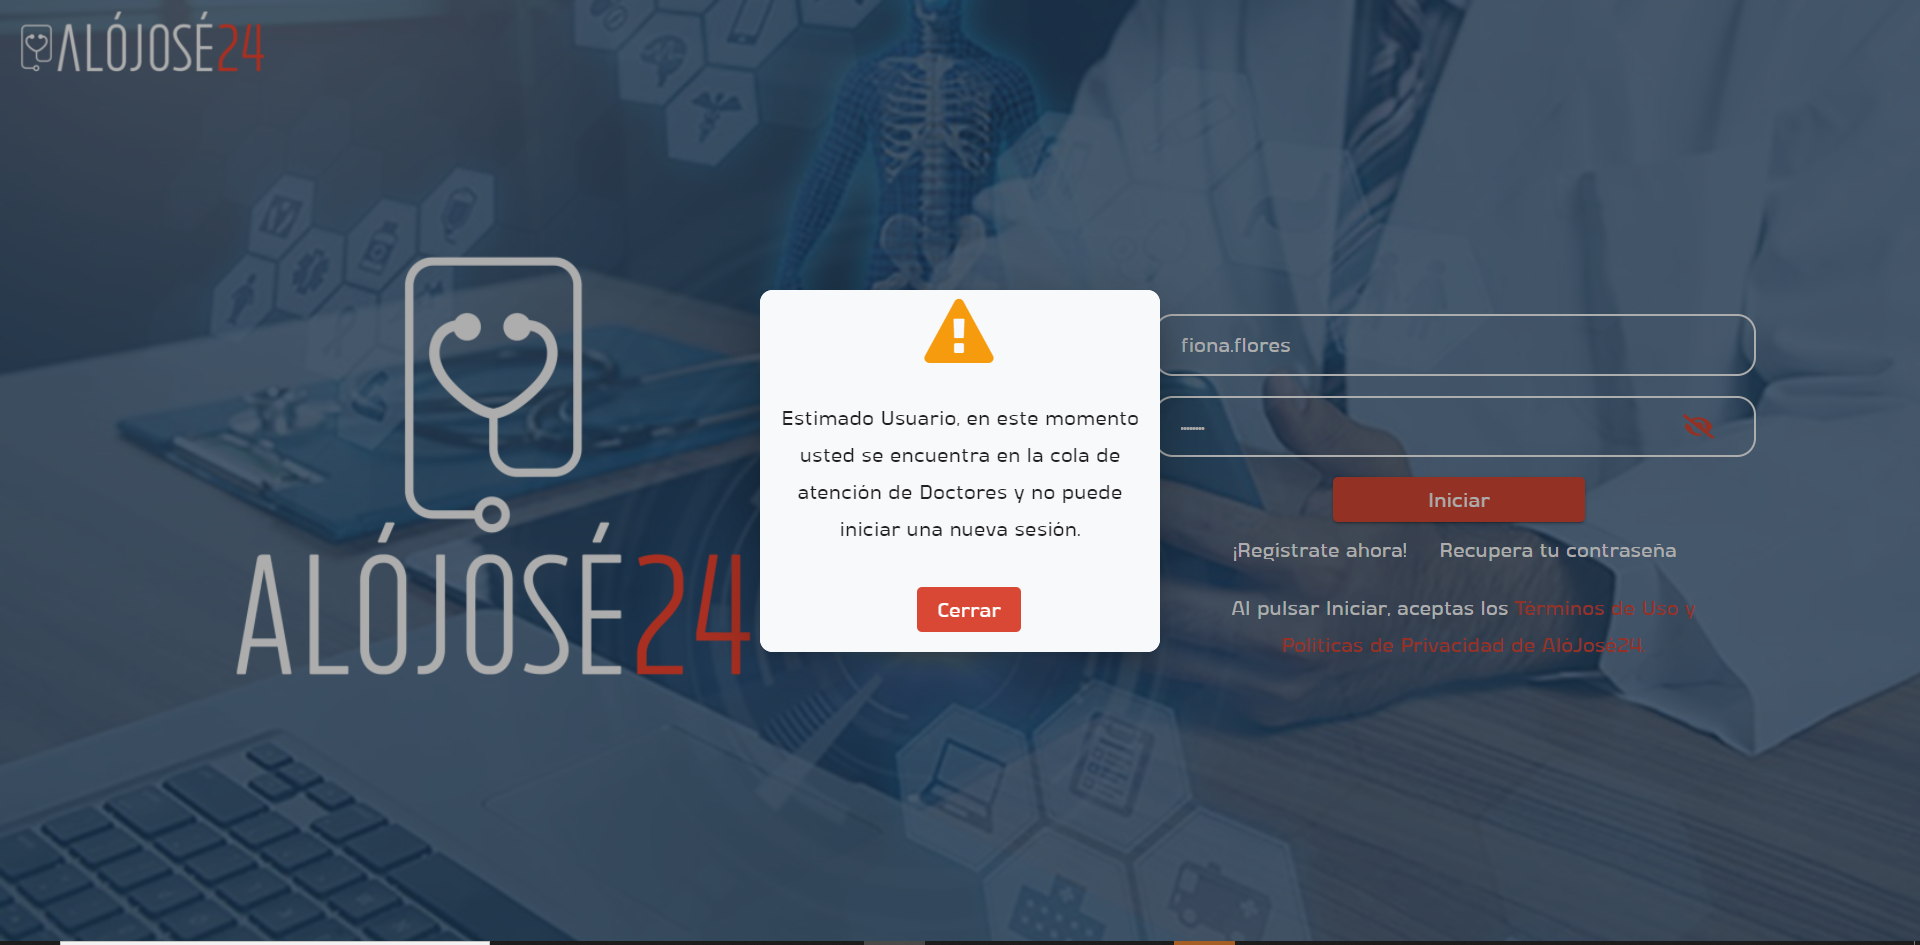 ALÓJOSÉ24
ALÓJOSÉ24
Estimado Usuario, en este momento
usted se encuentra en la cola de
atención de Doctores y no puede
iniciar una nueva sesión.
Cerrar
fiona.flores
Iniciar
¡Registrate ahora! Recupera tu contraseña
Al pulsar Iniciar, aceptas los Términos de Uso y
Politicas de Privacidad de AlóJosé24.